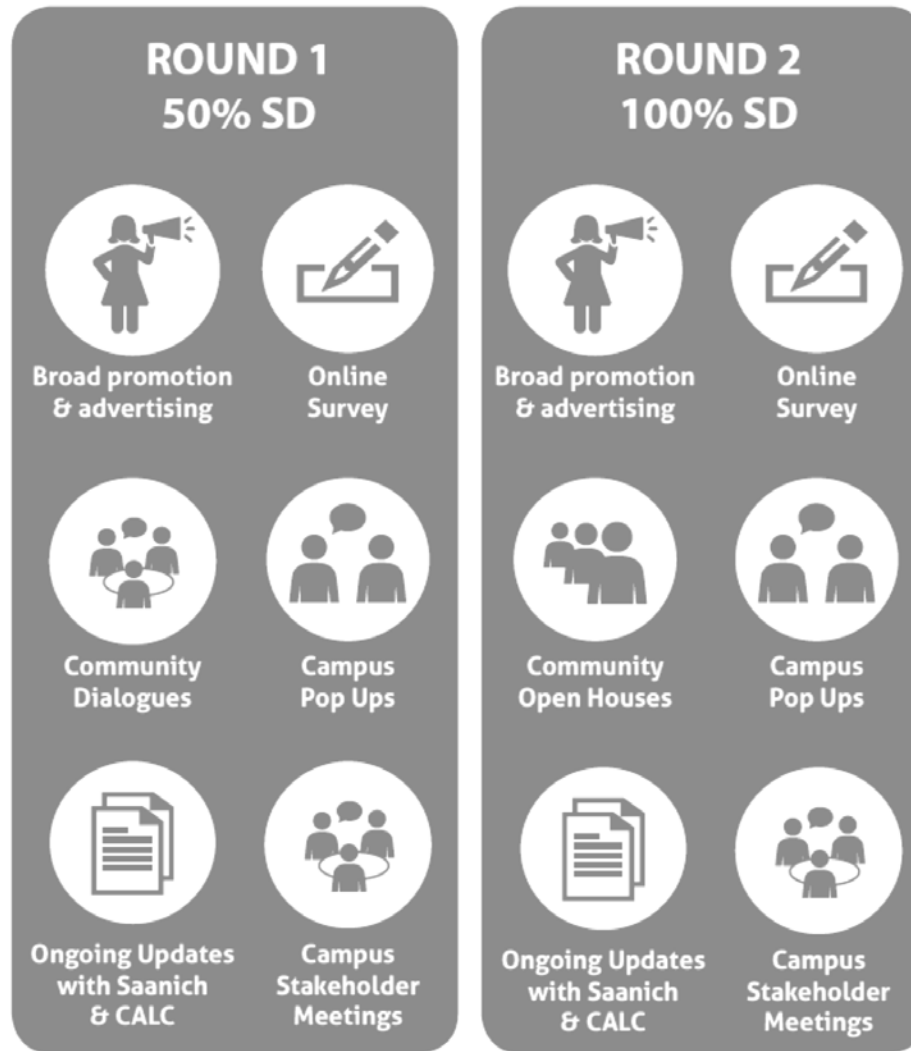 ROUND 1
50% SD
Broad promotion
& advertising
Online
Survey
Community
Dialogues
Campus
Pop Ups
Ongoing Updates
with Saanich
& CALC
Campus
Stakeholder
Meetings
ROUND 2
100% SD
Broad promotion
& advertising
Online
Survey
Community
Open Houses
Campus
Pop Ups
Ongoing Updates
with Saanich
& CALC
Campus
Stakeholder
Meetings